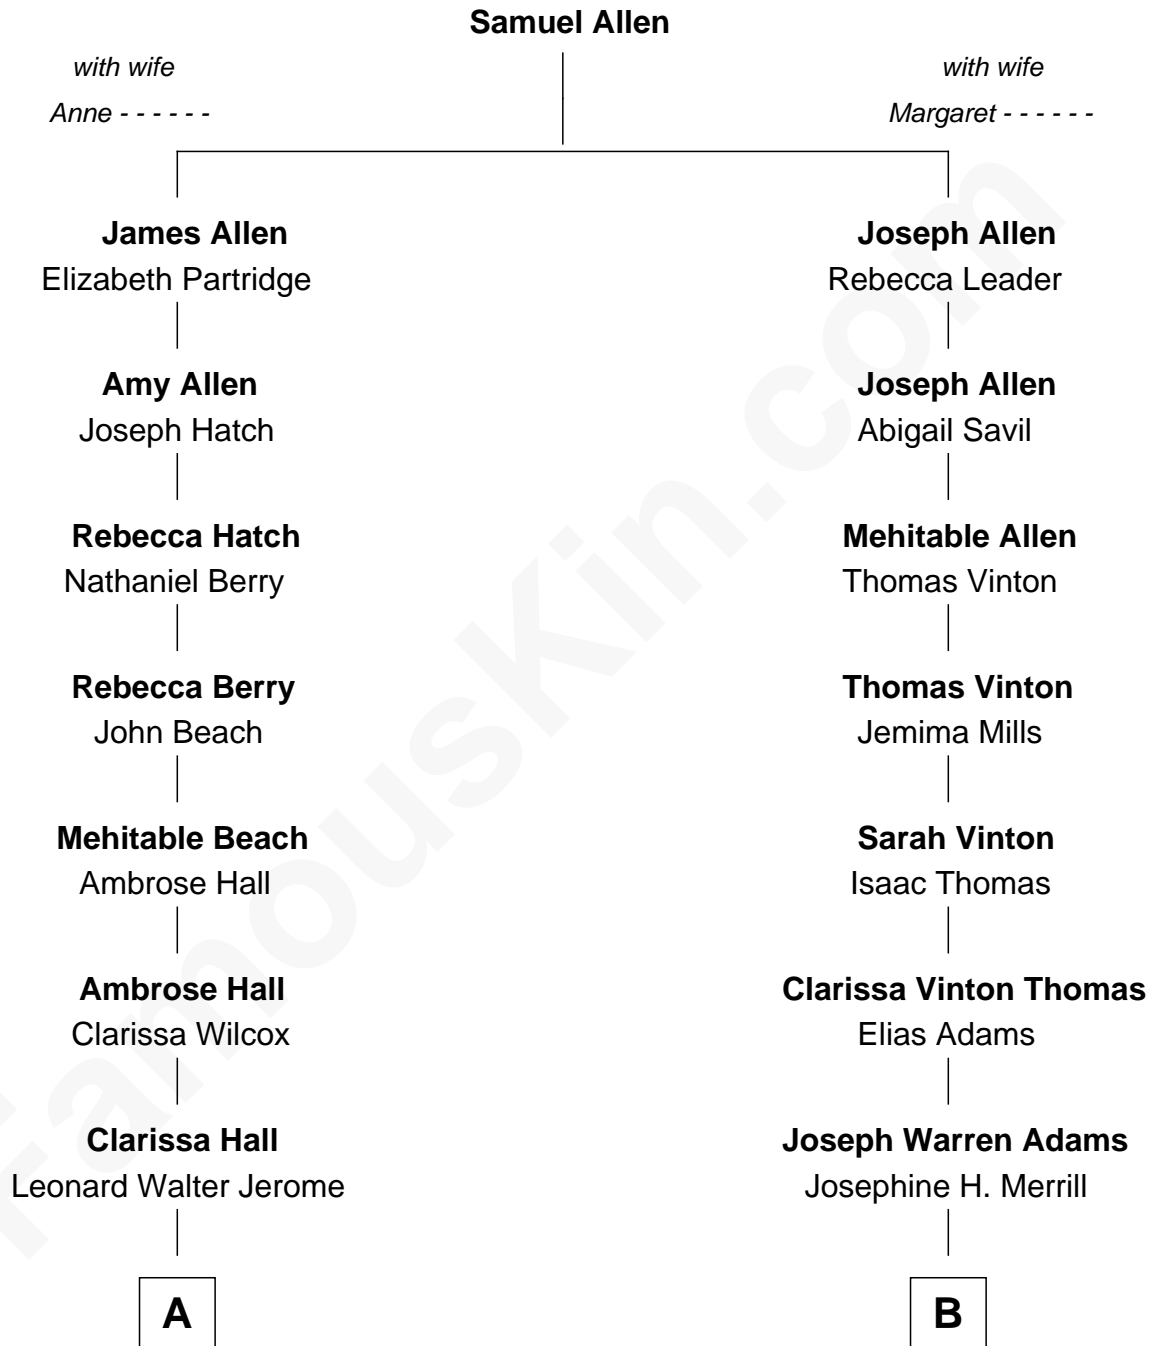 Samuel Allen
with wife
Anne - - - - - -
with wife
Margaret - - - - - -
James Allen
Elizabeth Partridge
Joseph Allen
Rebecca Leader
Amy Allen
Joseph Hatch
Joseph Allen
Abigail Savil
Rebecca Hatch
Nathaniel Berry
Mehitable Allen
Thomas Vinton
Rebecca Berry
John Beach
Thomas Vinton
Jemima Mills
Mehitable Beach
Ambrose Hall
Sarah Vinton
Isaac Thomas
Ambrose Hall
Clarissa Wilcox
Clarissa Vinton Thomas
Elias Adams
Clarissa Hall
Leonard Walter Jerome
Joseph Warren Adams
Josephine H. Merrill
A
B
FamousKin.com